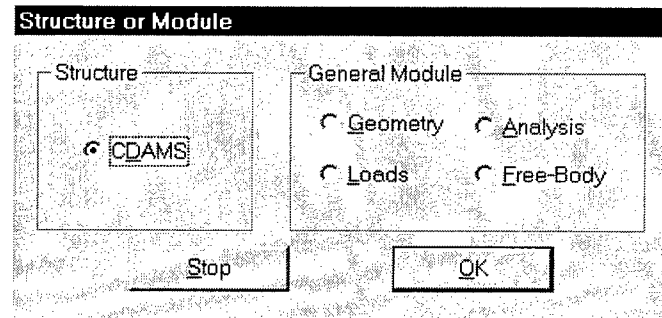 Structure or Module
Structure
General Module
CDAMS
Geometry
Analysis
Loads
Free-Body
Stop
OK